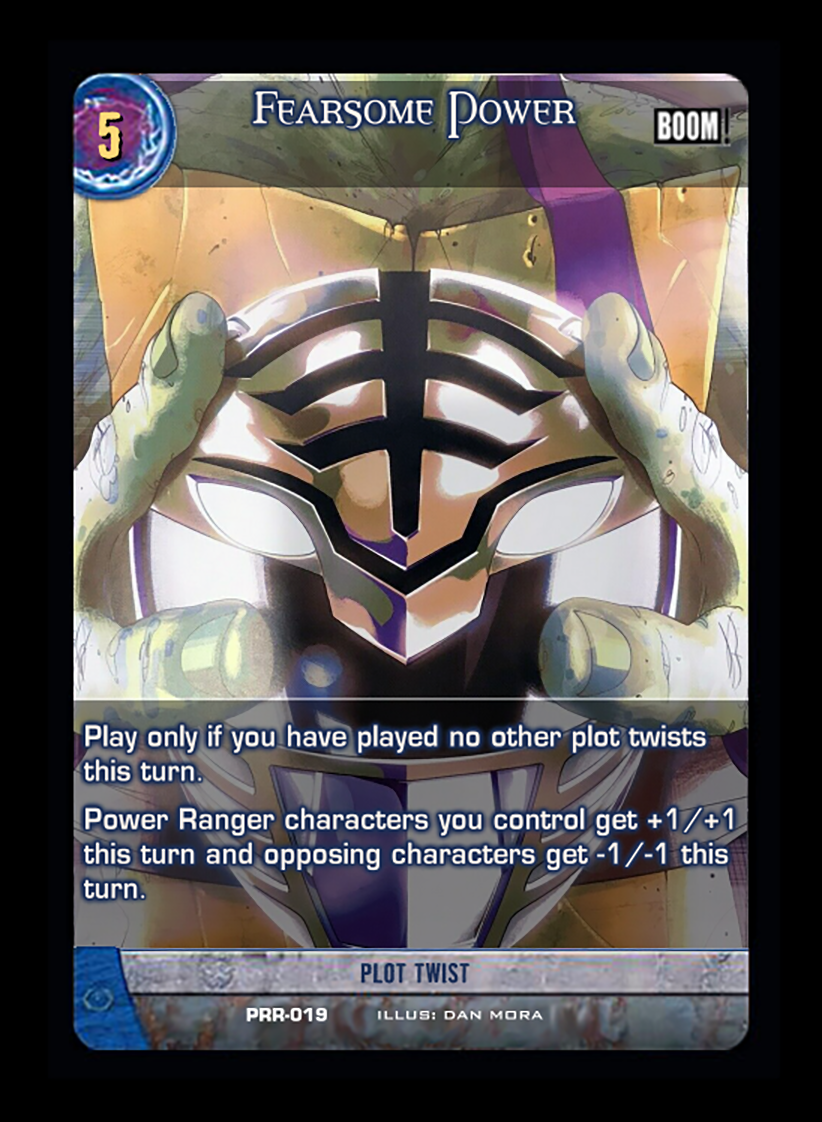 5
Fearsome Power
BOOM!
Play only if you have played no other plot twists
this turn.
Power Ranger characters you control get +1/+1
this turn and opposing characters get -1/-1 this
turn.
PLOT TWIST
PRR-019 ILLUS: DAN MORA